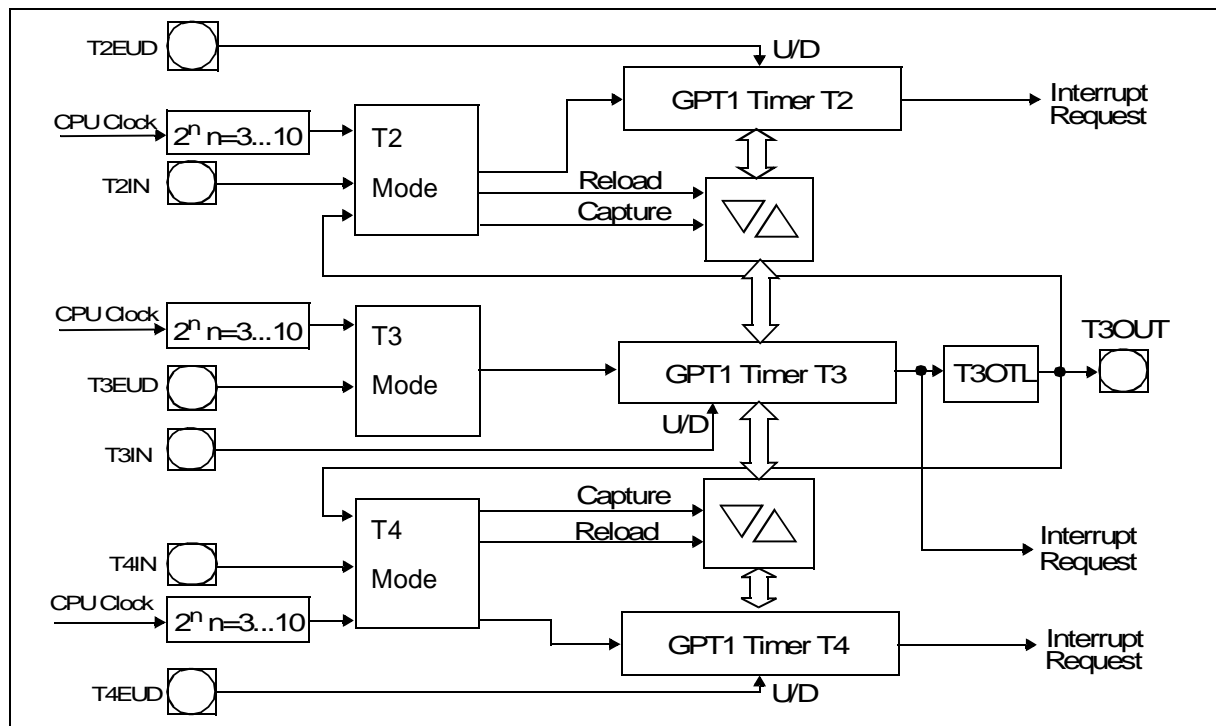 T2EUD
U/D
GPT1 Timer T2
Interrupt
Request
CPU Clock
2ⁿ n=3...10
T2
Mode
T2IN
Reload
Capture
CPU Clock
2ⁿ n=3...10
T3
Mode
T3OUT
T3EUD
GPT1 Timer T3
T3OTL
U/D
T3IN
Capture
T4
Reload
Mode
Interrupt
Request
T4IN
CPU Clock
2ⁿ n=3...10
GPT1 Timer T4
Interrupt
Request
T4EUD
U/D